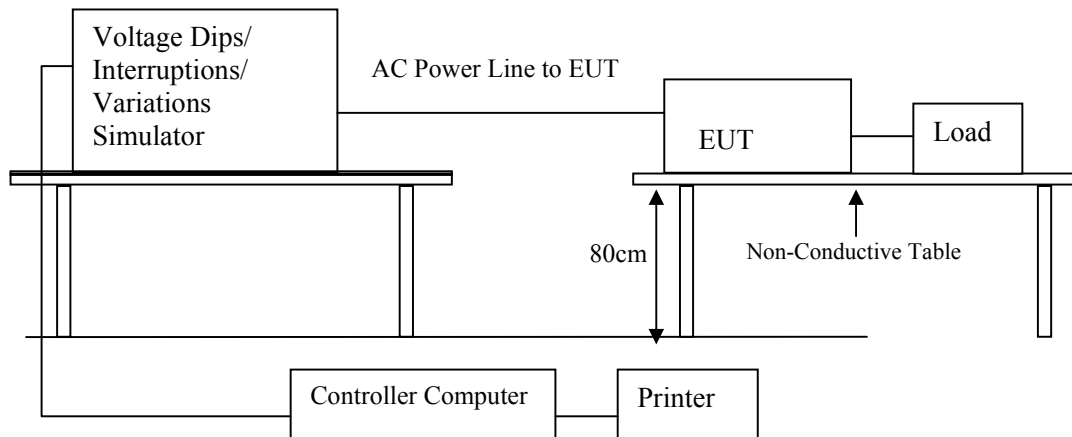 Voltage Dips/
Interruptions/
Variations
Simulator
AC Power Line to EUT
EUT
Load
80cm
Non-Conductive Table
Controller Computer
Printer